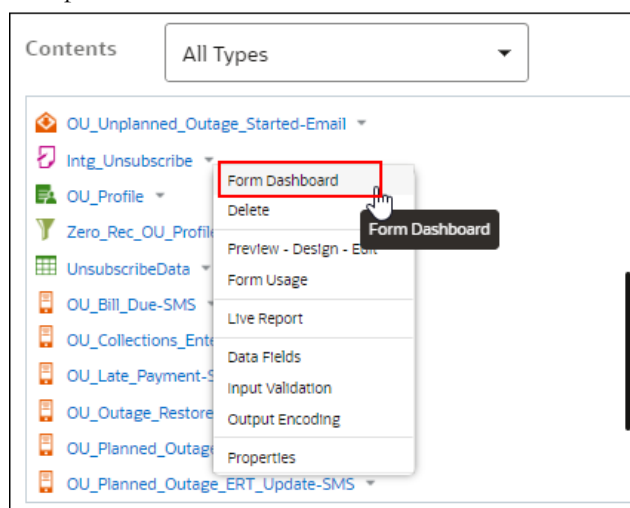 Contents
All Types
OU_Unplanned_Outage_Started-Email
Intg_Unsubscribe
Form Dashboard
OU_Profile
Delete
Form Dashboard
Zero_Rec_OU_Profile
Preview - Design - Edit
UnsubscribeData
Form Usage
OU_Bill_Due-SMS
Live Report
OU_Collections_Ente
Data Fields
OU_Late_Payment-S
Input Validation
OU_Outage_Restore
Output Encoding
OU_Planned_Outage
Properties
OU_Planned_Outage_ERT_Update-SMS